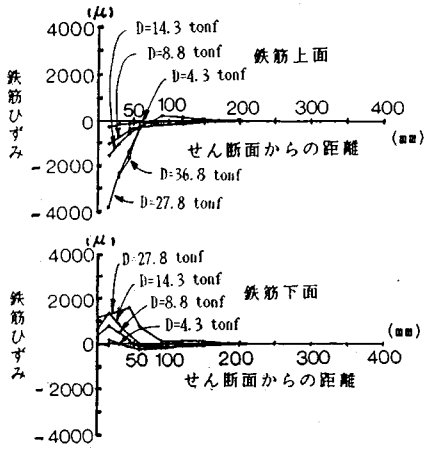 (μ)
4000
2000
0
-2000
-4000
鉄筋ひずみ
D=14.3 tonf
D=8.8 tonf
D=4.3 tonf
鉄筋上面
50 100 200 300 400
(mm)
せん断面からの距離
D=36.8 tonf
D=27.8 tonf
(μ)
4000
2000
0
-2000
-4000
鉄筋ひずみ
D=27.8 tonf
D=14.3 tonf
D=8.8 tonf
D=4.3 tonf
鉄筋下面
50 100 200 300 400
(mm)
せん断面からの距離